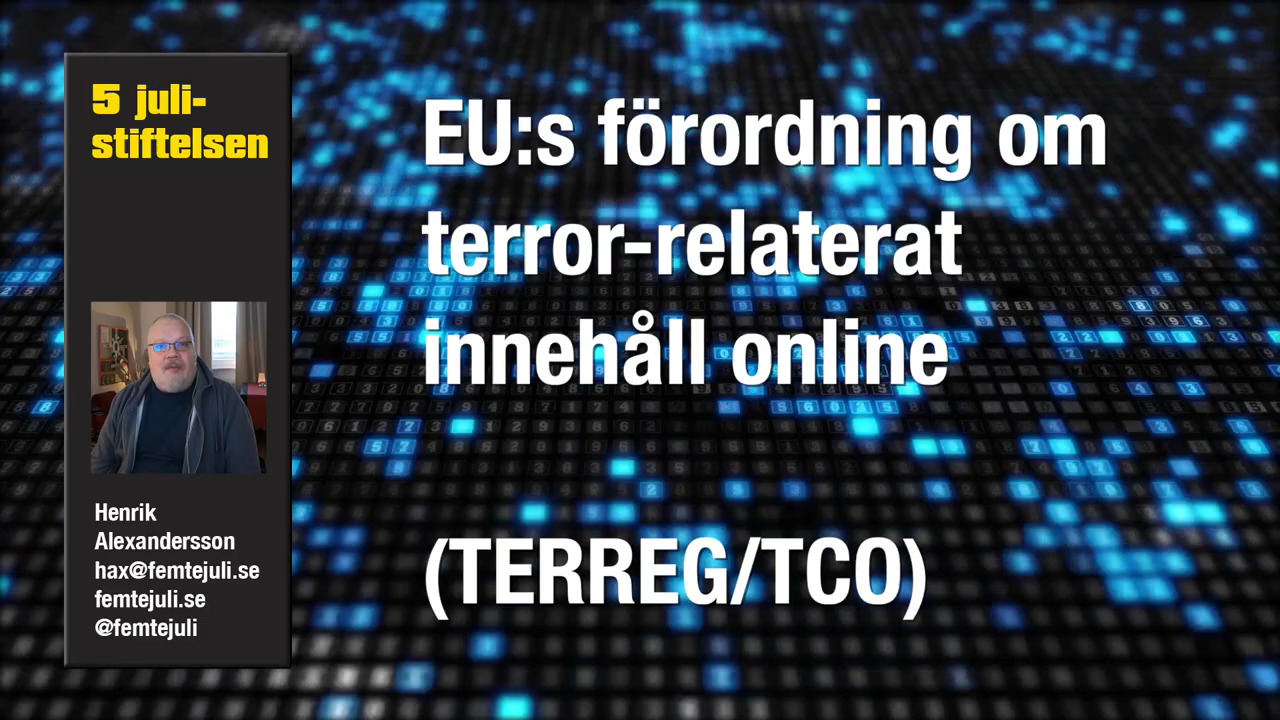 5 juli-
stiftelsen
Henrik
Alexandersson
hax@femtejuli.se
femtejuli.se
@femtejuli
EU:s förordning om
terror-relaterat
innehåll online
(TERREG/TCO)